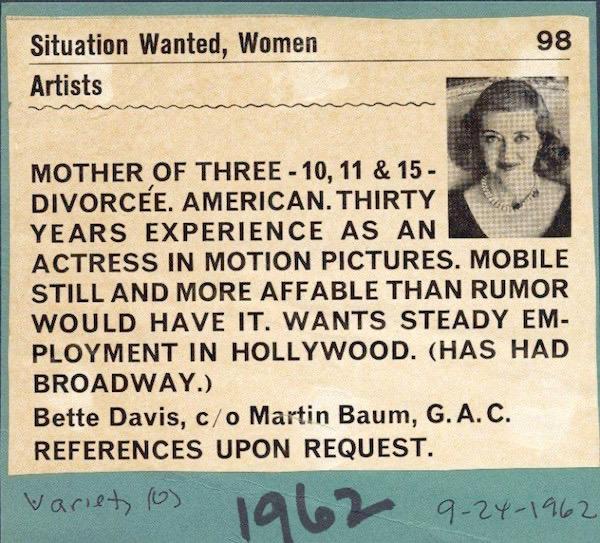 Situation Wanted, Women 98
Artists
MOTHER OF THREE - 10, 11 & 15 -
DIVORCÉE. AMERICAN. THIRTY
YEARS EXPERIENCE AS AN
ACTRESS IN MOTION PICTURES. MOBILE
STILL AND MORE AFFABLE THAN RUMOR
WOULD HAVE IT. WANTS STEADY EM-
PLOYMENT IN HOLLYWOOD. (HAS HAD
BROADWAY.)
Bette Davis, c/o Martin Baum, G.A.C.
REFERENCES UPON REQUEST.
Variety 1962 9-24-1962